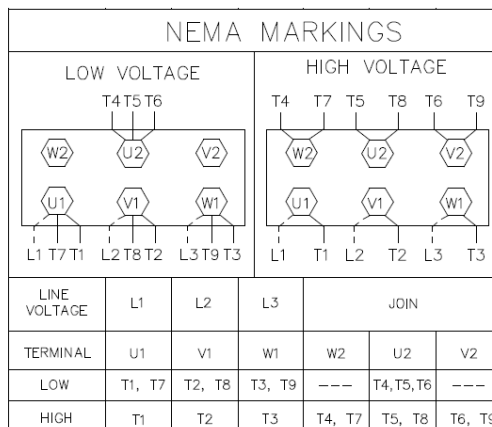 NEMA MARKINGS
LOW VOLTAGE
T4 T5 T6
W2 U2 V2
U1 V1 W1
L1 T7 T1 L2 T8 T2 L3 T9 T3
HIGH VOLTAGE
T4 T7 T5 T8 T6 T9
W2 U2 V2
U1 V1 W1
L1 T1 L2 T2 L3 T3
LINE VOLTAGE L1 L2 L3 JOIN
TERMINAL U1 V1 W1 W2 U2 V2
LOW T1, T7 T2, T8 T3, T9 --- T4,T5,T6 ---
HIGH T1 T2 T3 T4, T7 T5, T8 T6, T9